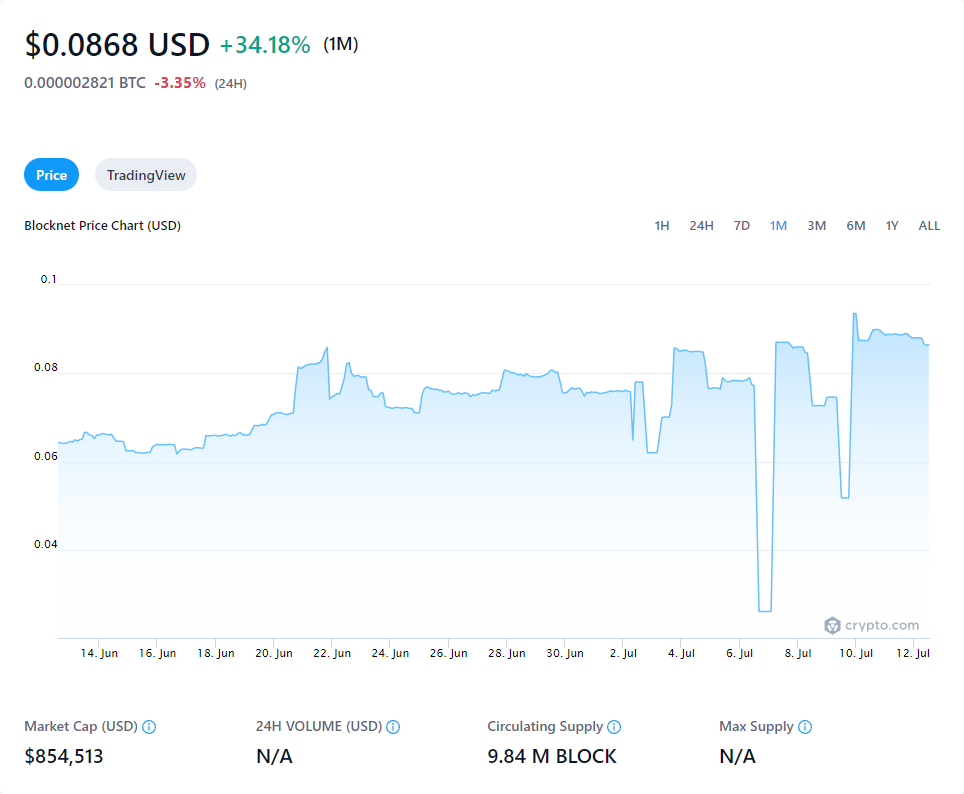 $0.0868 USD +34.18% (1M)
0.000002821 BTC -3.35% (24H)
Price TradingView
Blocknet Price Chart (USD) 1H 24H 7D 1M 3M 6M 1Y ALL
0.1
0.08
0.06
0.04
crypto.com
14. Jun 16. Jun 18. Jun 20. Jun 22. Jun 24. Jun 26. Jun 28. Jun 30. Jun 2. Jul 4. Jul 6. Jul 8. Jul 10. Jul 12. Jul
Market Cap (USD) 24H VOLUME (USD) Circulating Supply Max Supply
$854,513 N/A 9.84 M BLOCK N/A